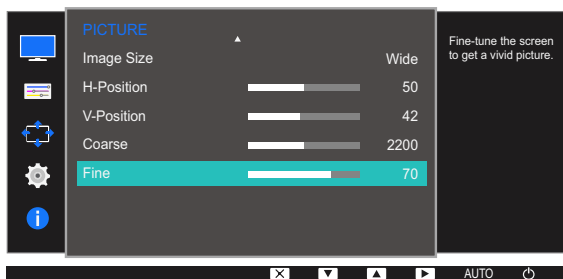 PICTURE
Image Size Wide
H-Position 50
V-Position 42
Coarse 2200
Fine 70
Fine-tune the screen
to get a vivid picture.
AUTO